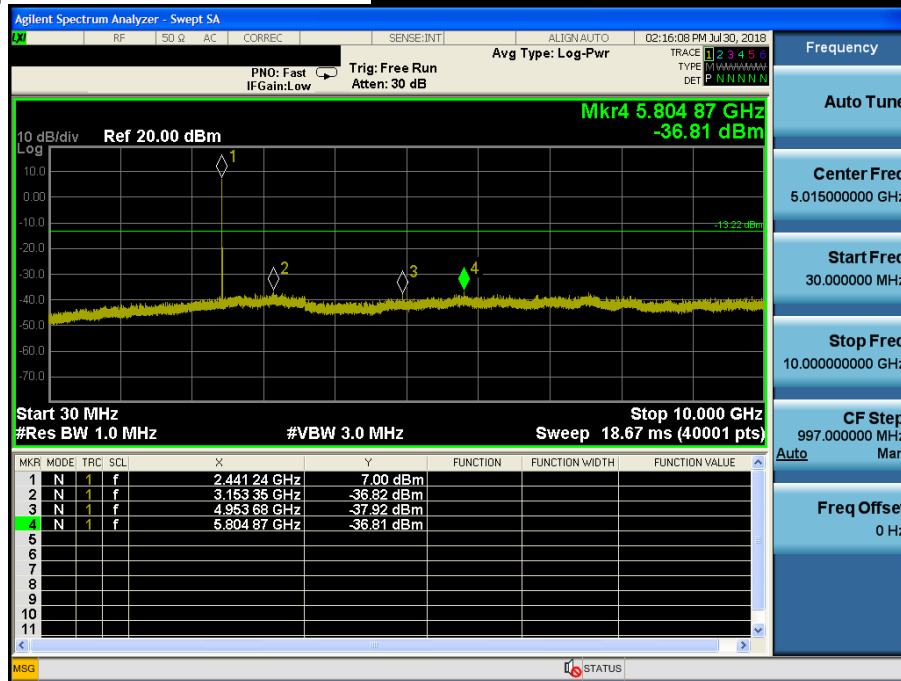 Agilent Spectrum Analyzer - Swept SA
LXI RF 50 Ω AC CORREC SENSE:INT ALIGN AUTO 02:16:08 PM Jul 30, 2018
Frequency
Avg Type: Log-Pwr
TRACE 1 2 3 4 5 6
PNO: Fast Trig: Free Run TYPE M WWWWW
IFGain:Low Atten: 30 dB DET P N N N N N
Auto Tune
Mkr4 5.804 87 GHz
10 dB/div Ref 20.00 dBm -36.81 dBm
Log
10.0
0.00
-10.0
-20.0
-30.0
-40.0
-50.0
-60.0
-70.0
1
2
3
4
-13.22 dBm
Center Freq
5.015000000 GHz
Start Freq
30.000000 MHz
Stop Freq
10.000000000 GHz
Start 30 MHz Stop 10.000 GHz
#Res BW 1.0 MHz #VBW 3.0 MHz Sweep 18.67 ms (40001 pts)
CF Step
997.000000 MHz
Auto Man
MKR MODE TRC SCL X Y FUNCTION FUNCTION WIDTH FUNCTION VALUE
1 N 1 f 2.441 24 GHz 7.00 dBm
2 N 1 f 3.153 35 GHz -36.82 dBm
3 N 1 f 4.953 68 GHz -37.92 dBm
4 N 1 f 5.804 87 GHz -36.81 dBm
5
6
7
8
9
10
11
Freq Offset
0 Hz
MSG STATUS